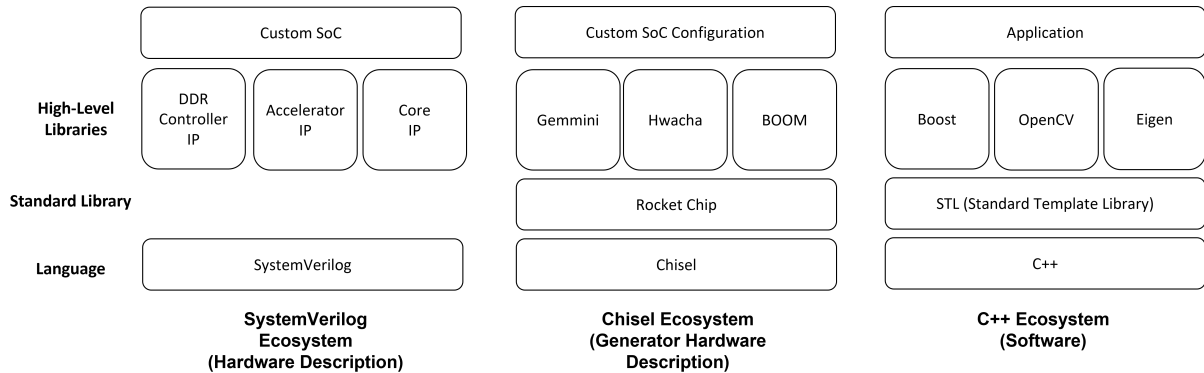 Custom SoC
Custom SoC Configuration
Application
High-Level
Libraries
DDR
Controller
IP
Accelerator
IP
Core
IP
Gemmini
Hwacha
BOOM
Boost
OpenCV
Eigen
Standard Library
Rocket Chip
STL (Standard Template Library)
Language
SystemVerilog
Chisel
C++
SystemVerilog
Ecosystem
(Hardware Description)
Chisel Ecosystem
(Generator Hardware
Description)
C++ Ecosystem
(Software)